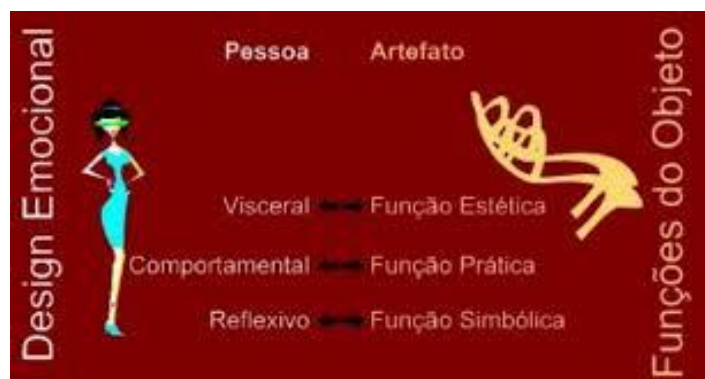 Design Emocional
Pessoa Artefato
Visceral Função Estética
Comportamental Função Prática
Reflexivo Função Simbólica
Funções do Objeto